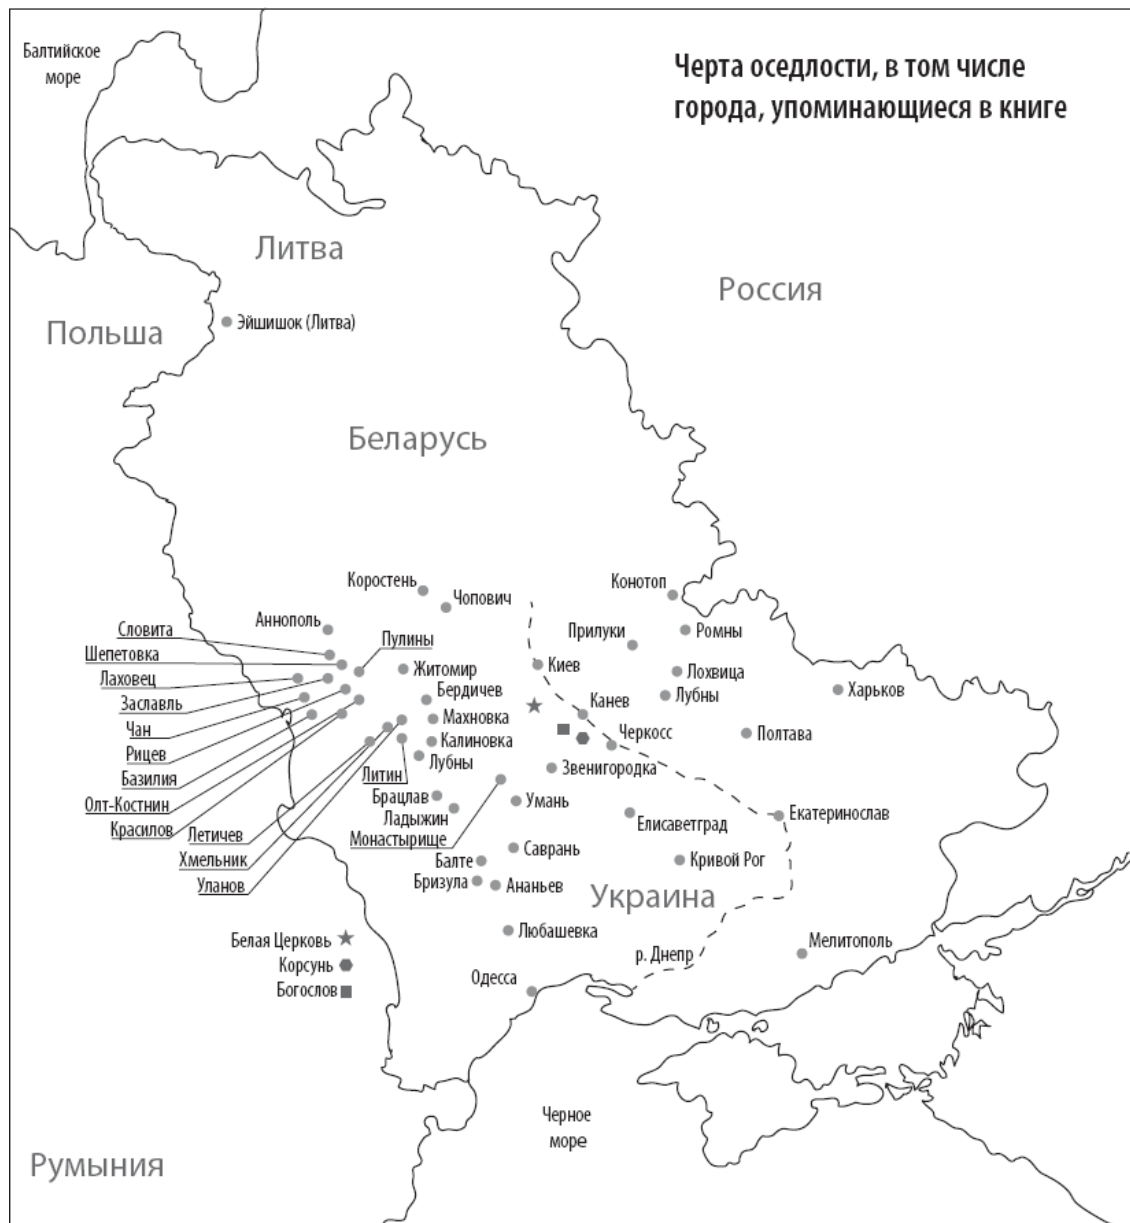 Балтийское
море
Черта оседлости, в том числе
города, упоминающиеся в книге
Литва
Россия
Польша
Эйшишок (Литва)
Беларусь
Коростень
Чопович
Конотоп
Аннополь
Словита
Шепетовка
Лаховец
Заславль
Чан
Рицев
Базилия
Олт-Костнин
Красилов
Пулины
Житомир
Бердичев
Махновка
Калиновка
Лубны
Литин
Летичев
Хмельник
Уланов
Брацлав
Ладыжин
Монастырище
Прилуки
Ромны
Киев
Лохвица
Лубны
Харьков
Канев
Черкосс
Полтава
Звенигородка
Умань
Елисаветград
Екатеринослав
Саврань
Балте
Кривой Рог
Бризула
Ананьев
Украина
Любашевка
р. Днепр
Мелитополь
Одесса
Белая Церковь
Корсунь
Богослов
Черное
море
Румыния